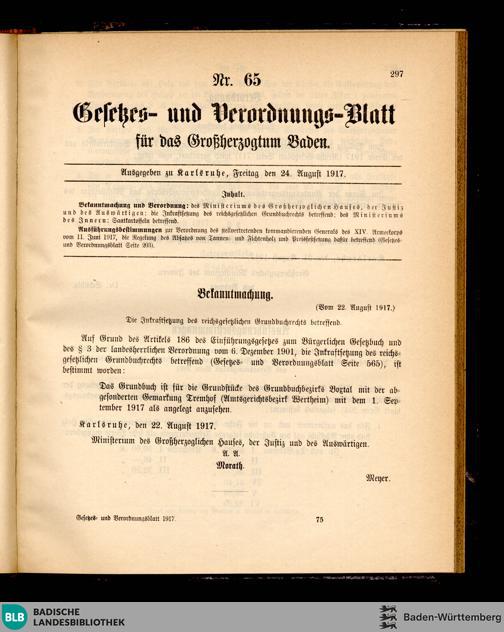 Nr. 65
297
Gesetzes- und Verordnungs-Blatt
für das Großherzogtum Baden.
Ausgegeben zu Karlsruhe, Freitag den 24. August 1917.
Inhalt.
Bekanntmachung und Verordnung: des Ministeriums des Großherzoglichen Hauses, der Justiz
und des Auswärtigen: die Inkraftsetzung des reichsgesetzlichen Grundbuchrechts betreffend; des Ministeriums
des Innern: Saatkartoffeln betreffend.
Ausführungsbestimmungen zur Verordnung des stellvertretenden kommandierenden Generals des XIV. Armeekorps
vom 11. Juni 1917, die Regelung des Absatzes von Tannen- und Fichtenholz und Preisfestsetzung dafür betreffend (Gesetzes-
und Verordnungsblatt Seite 203).
Bekanntmachung.
(Vom 22. August 1917.)
Die Inkraftsetzung des reichsgesetzlichen Grundbuchrechts betreffend.
Auf Grund des Artikels 186 des Einführungsgesetzes zum Bürgerlichen Gesetzbuch und
des § 3 der landesherrlichen Verordnung vom 6. Dezember 1901, die Inkraftsetzung des reichs-
gesetzlichen Grundbuchrechts betreffend (Gesetzes- und Verordnungsblatt Seite 565), ist
bestimmt worden:
Das Grundbuch ist für die Grundstücke des Grundbuchbezirks Boxtal mit der ab-
gesonderten Gemarkung Tremhof (Amtsgerichtsbezirk Wertheim) mit dem 1. Sep-
tember 1917 als angelegt anzusehen.
Karlsruhe, den 22. August 1917.
Ministerium des Großherzoglichen Hauses, der Justiz und des Auswärtigen.
A. A.
Morath.
Meyer.
Gesetzes- und Verordnungsblatt 1917.
75
BLB
BADISCHE
LANDESBIBLIOTHEK
Baden-Württemberg